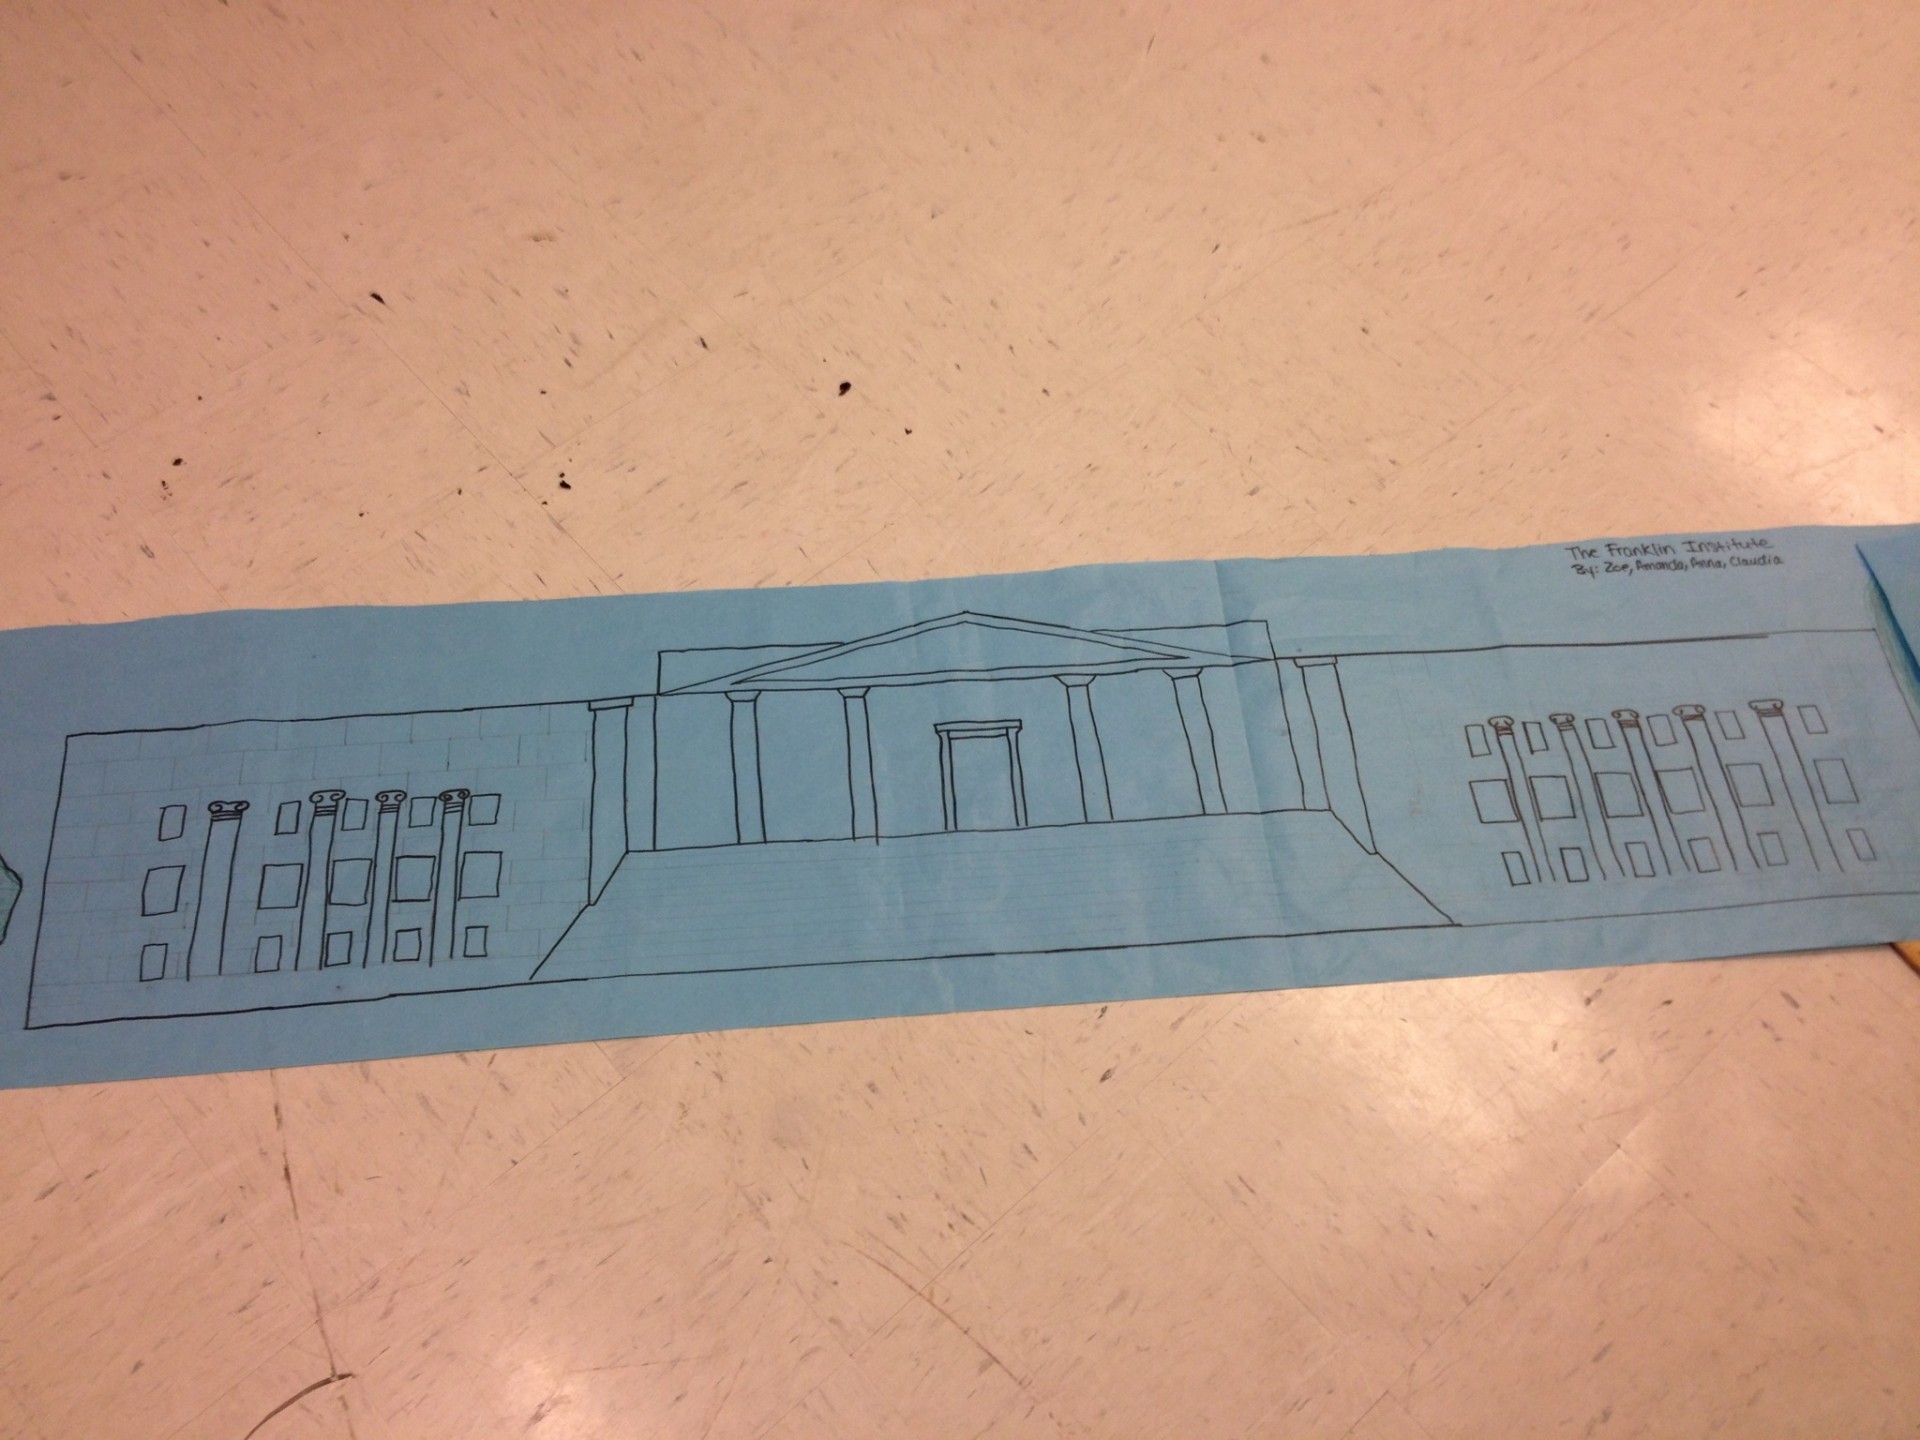 The Franklin Institute
By: Zoe, Amanda, Anna, Claudia